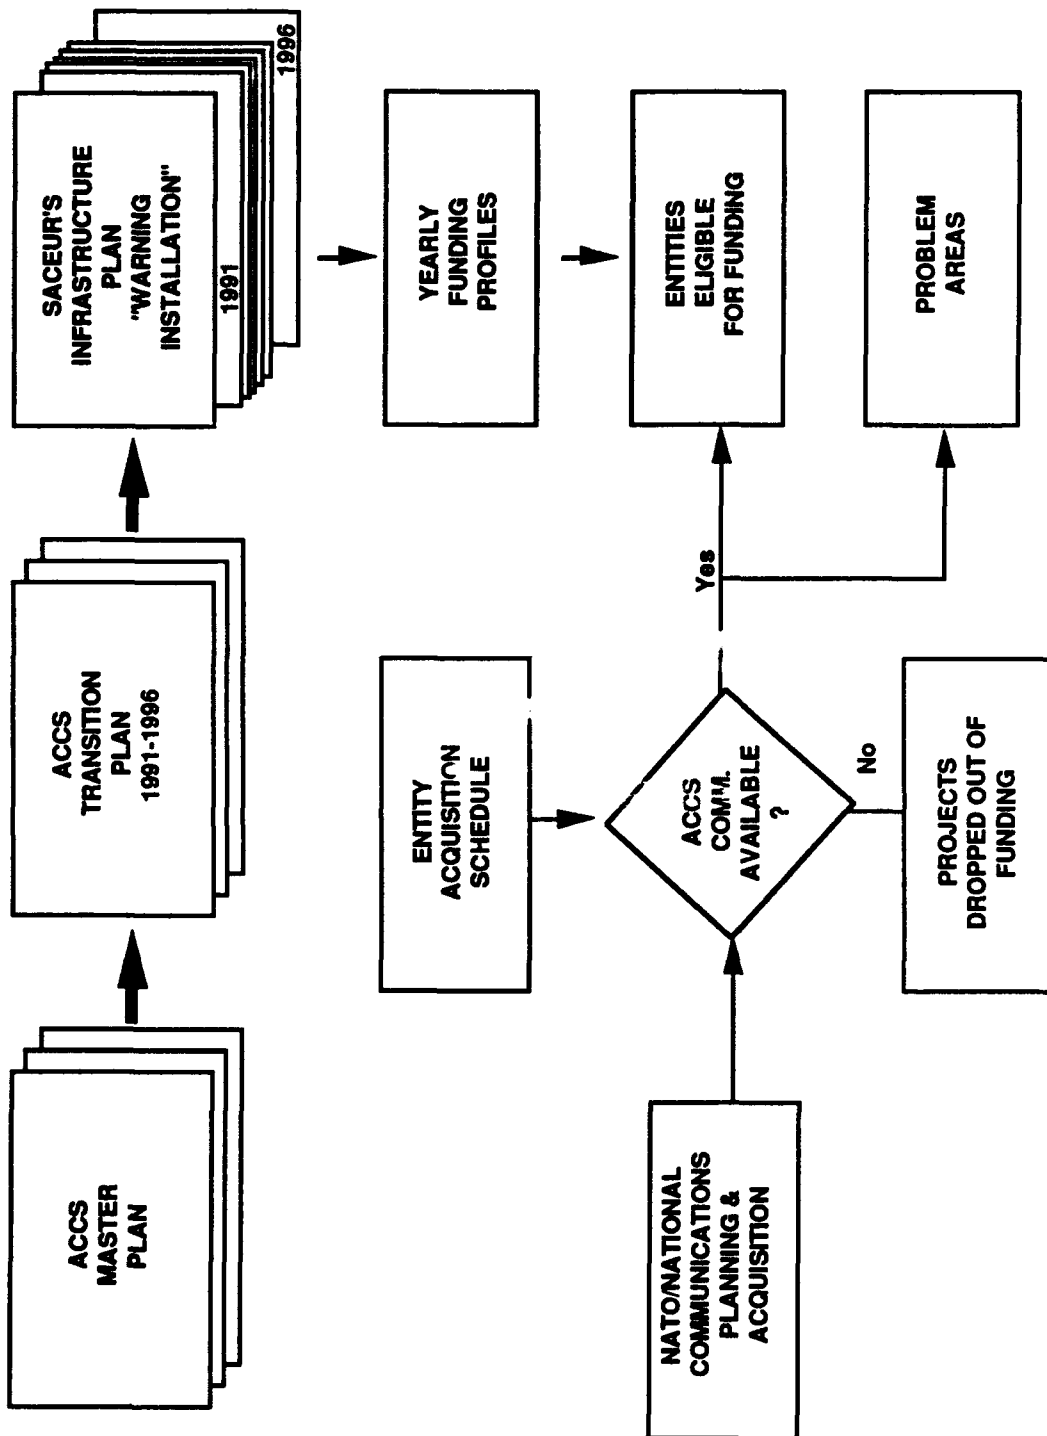 ACCS
MASTER
PLAN
ACCS
TRANSITION
PLAN
1991-1996
SACEUR'S
INFRASTRUCTURE
PLAN
"WARNING
INSTALLATION"
1991
1996
YEARLY
FUNDING
PROFILES
ENTITY
ACQUISITION
SCHEDULE
NATO/NATIONAL
COMMUNICATIONS
PLANNING &
ACQUISITION
ACCS
COMM.
AVAILABLE
?
Yes
No
ENTITIES
ELIGIBLE
FOR FUNDING
PROJECTS
DROPPED OUT OF
FUNDING
PROBLEM
AREAS